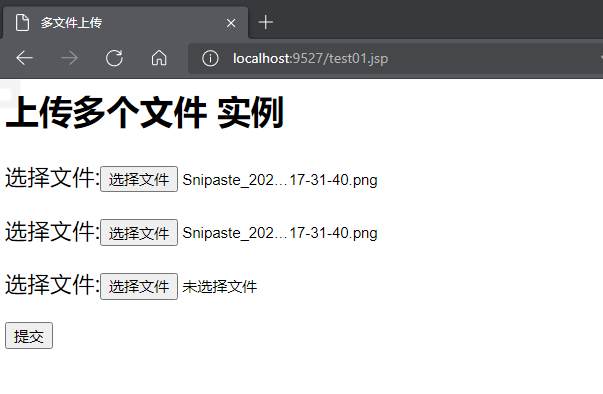 多文件上传
localhost:9527/test01.jsp
上传多个文件 实例
选择文件:选择文件 Snipaste_202...17-31-40.png
选择文件:选择文件 Snipaste_202...17-31-40.png
选择文件:选择文件 未选择文件
提交